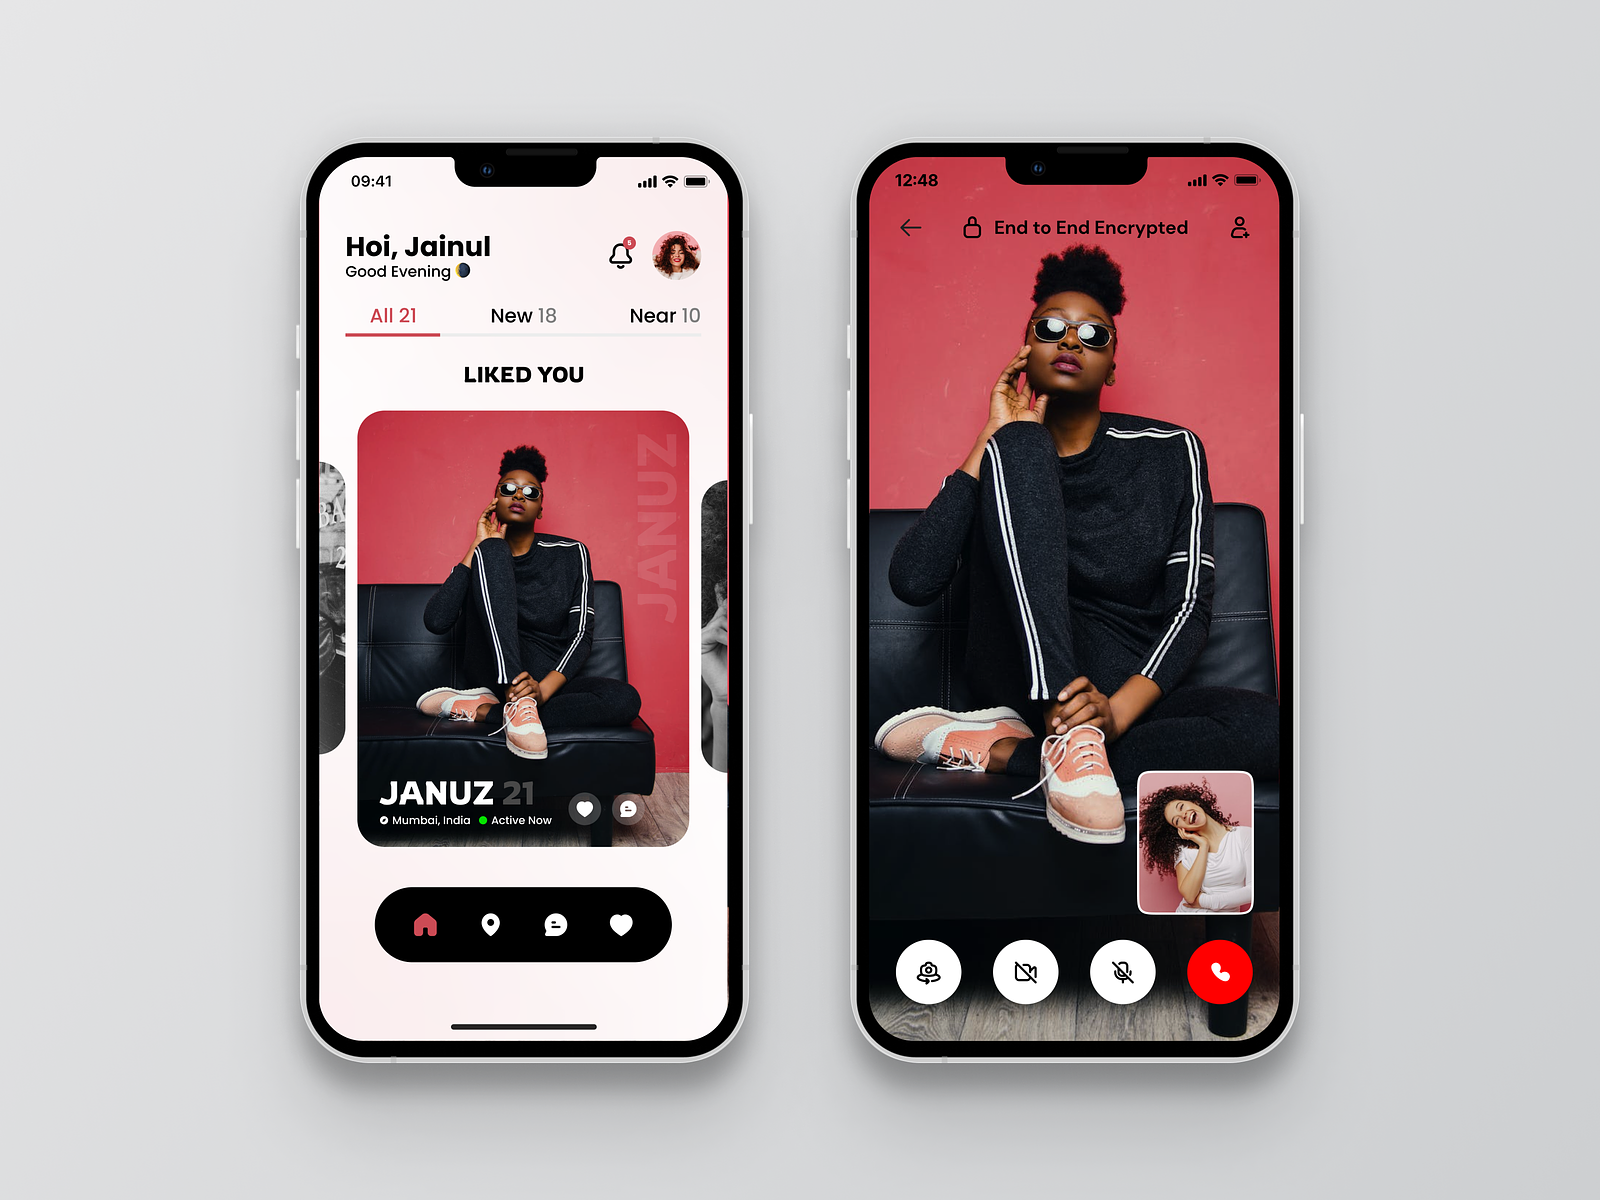 09:41
Hoi, Jainul
Good Evening
5
All 21
New 18
Near 10
LIKED YOU
JANUZ
JANUZ 21
Mumbai, India
Active Now
12:48
End to End Encrypted